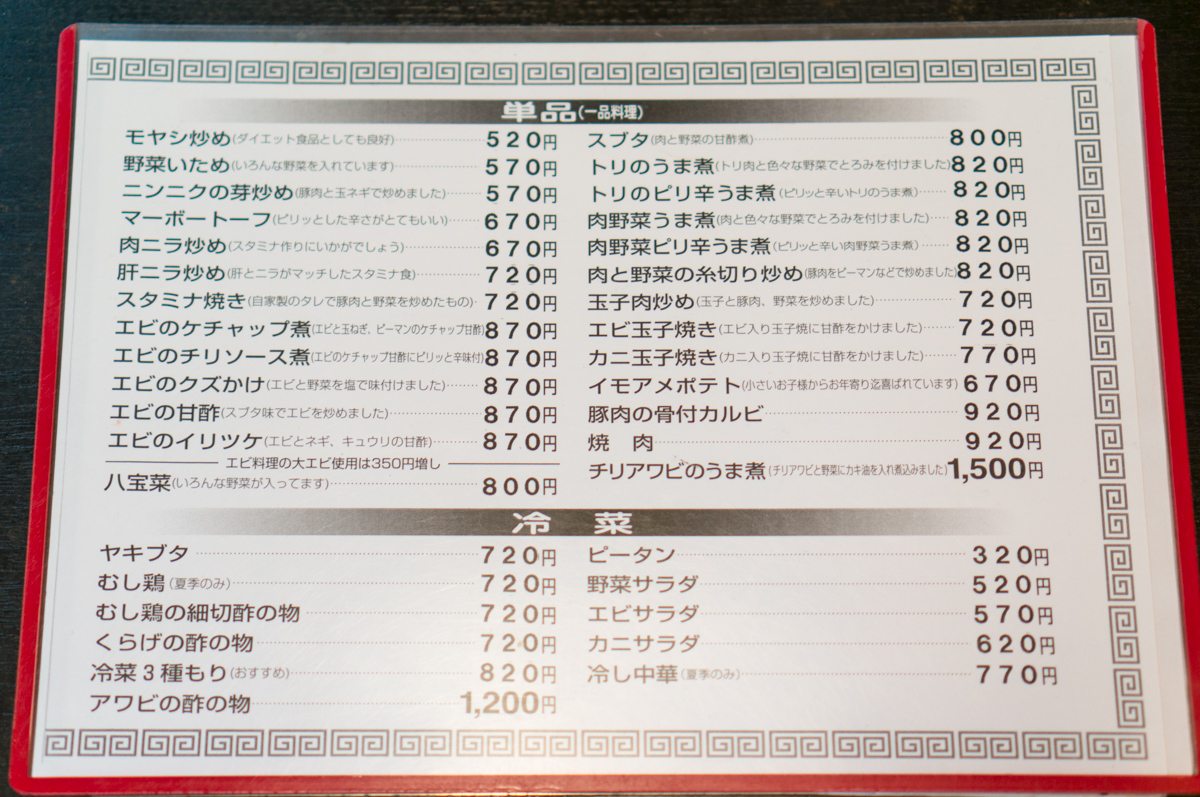 単品(一品料理)
モヤシ炒め(ダイエット食品としても良好) 520円
野菜いため(いろんな野菜を入れています) 570円
ニンニクの芽炒め(豚肉と玉ネギで炒めました) 570円
マーボートーフ(ピリッとした辛さがとてもいい) 670円
肉ニラ炒め(スタミナ作りにいかがでしょう) 670円
肝ニラ炒め(肝とニラがマッチしたスタミナ食) 720円
スタミナ焼き(自家製のタレで豚肉と野菜を炒めたもの) 720円
エビのケチャップ煮(エビと玉ねぎ、ピーマンのケチャップ甘酢) 870円
エビのチリソース煮(エビのケチャップ甘酢にピリッと辛味付) 870円
エビのクズかけ(エビと野菜を塩で味付けました) 870円
エビの甘酢(スブタ味でエビを炒めました) 870円
エビのイリツケ(エビとネギ、キュウリの甘酢) 870円
エビ料理の大エビ使用は350円増し
八宝菜(いろんな野菜が入ってます) 800円
スブタ(肉と野菜の甘酢煮) 800円
トリのうま煮(トリ肉と色々な野菜でとろみを付けました) 820円
トリのピリ辛うま煮(ピリッと辛いトリのうま煮) 820円
肉野菜うま煮(肉と色々な野菜でとろみを付けました) 820円
肉野菜ピリ辛うま煮(ピリッと辛い肉野菜うま煮) 820円
肉と野菜の糸切り炒め(豚肉をピーマンなどで炒めました) 820円
玉子肉炒め(玉子と豚肉、野菜を炒めました) 720円
エビ玉子焼き(エビ入り玉子焼に甘酢をかけました) 720円
カニ玉子焼き(カニ入り玉子焼に甘酢をかけました) 770円
イモアメポテト(小さいお子様からお年寄り迄喜ばれています) 670円
豚肉の骨付カルビ 920円
焼 肉 920円
チリアワビのうま煮(チリアワビと野菜にカキ油を入れ煮込みました) 1,500円
冷 菜
ヤキブタ 720円
むし鶏(夏季のみ) 720円
むし鶏の細切酢の物 720円
くらげの酢の物 720円
冷菜3種もり(おすすめ) 820円
アワビの酢の物 1,200円
ピータン 320円
野菜サラダ 520円
エビサラダ 570円
カニサラダ 620円
冷し中華(夏季のみ) 770円